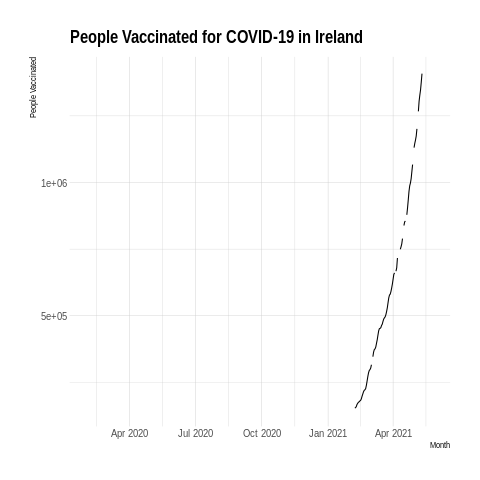 People Vaccinated for COVID-19 in Ireland
People Vaccinated
1e+06
5e+05
Apr 2020 Jul 2020 Oct 2020 Jan 2021 Apr 2021
Month